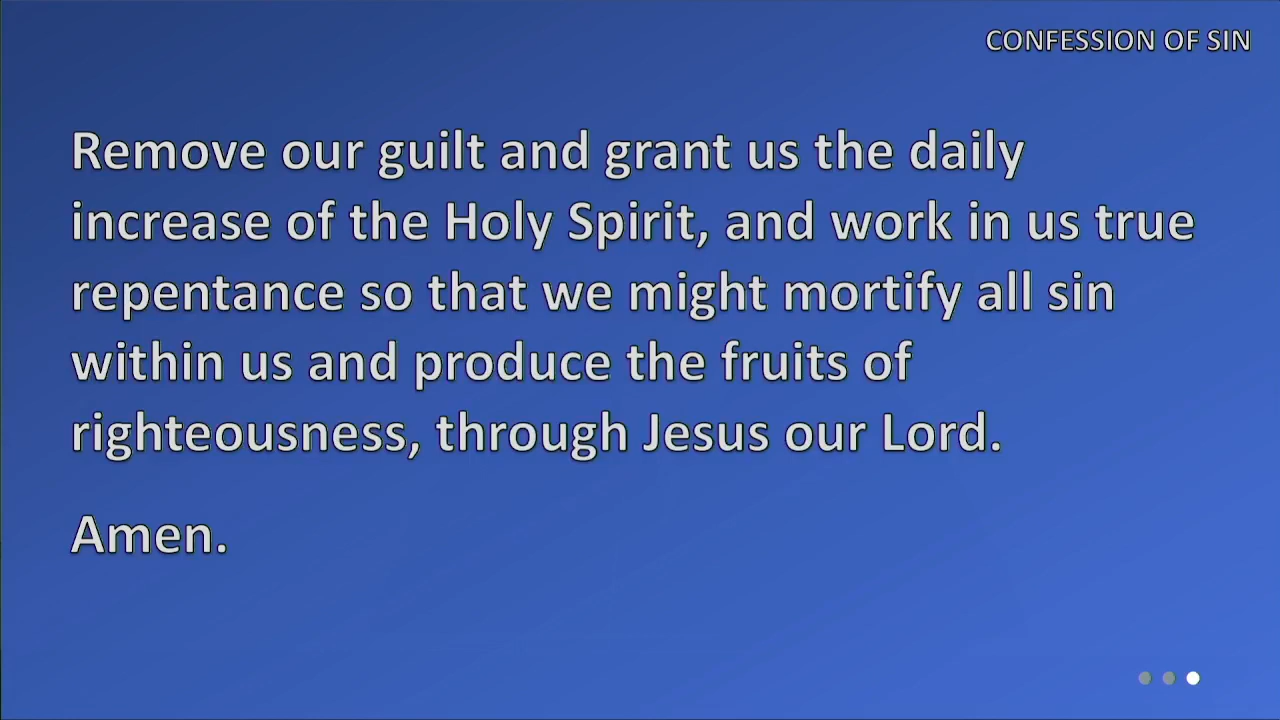 CONFESSION OF SIN
Remove our guilt and grant us the daily
increase of the Holy Spirit, and work in us true
repentance so that we might mortify all sin
within us and produce the fruits of
righteousness, through Jesus our Lord.
Amen.